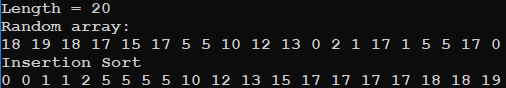 Length = 20
Random array:
18 19 18 17 15 17 5 5 10 12 13 0 2 1 17 1 5 5 17 0
Insertion Sort
0 0 1 1 2 5 5 5 5 10 12 13 15 17 17 17 17 18 18 19